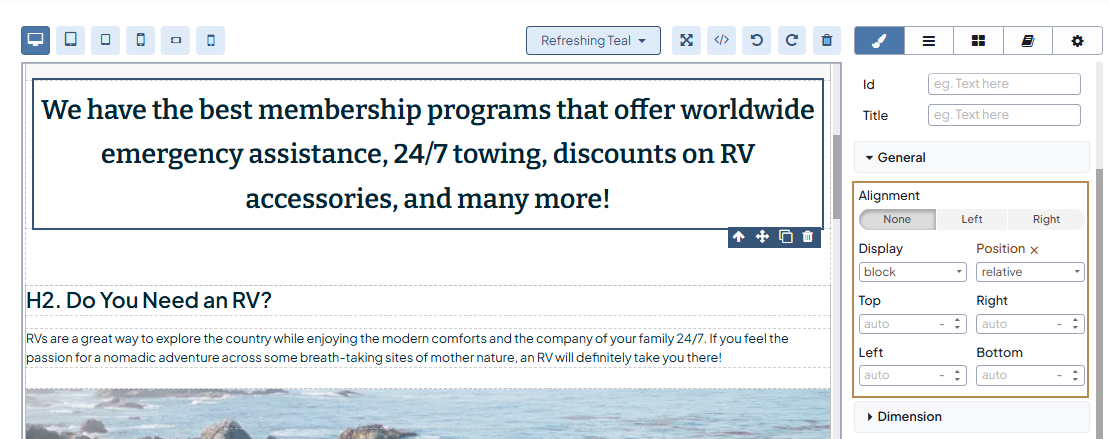 Refreshing Teal
</>
We have the best membership programs that offer worldwide
emergency assistance, 24/7 towing, discounts on RV
accessories, and many more!
H2. Do You Need an RV?
RVs are a great way to explore the country while enjoying the modern comforts and the company of your family 24/7. If you feel the
passion for a nomadic adventure across some breath-taking sites of mother nature, an RV will definitely take you there!
Id eg. Text here
Title eg. Text here
General
Alignment
None Left Right
Display Position ×
block relative
Top Right
auto - auto -
Left Bottom
auto - auto -
Dimension